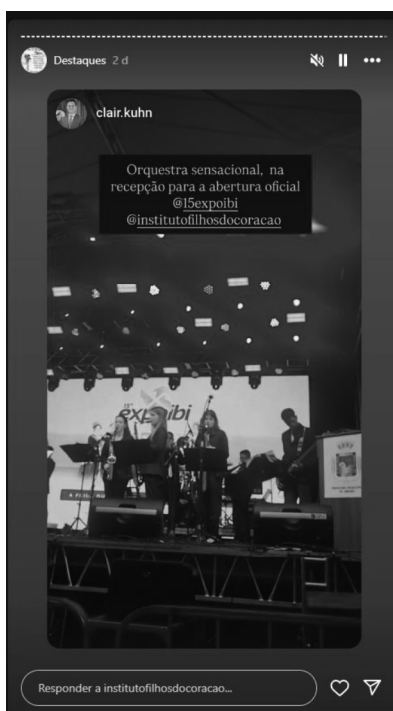 Destaques 2 d
clair.kuhn
Orquestra sensacional, na
recepção para a abertura oficial
@15expoibi
@institutofilhosdocoracao
expoibi
Responder a institutofilhosdocoracao...